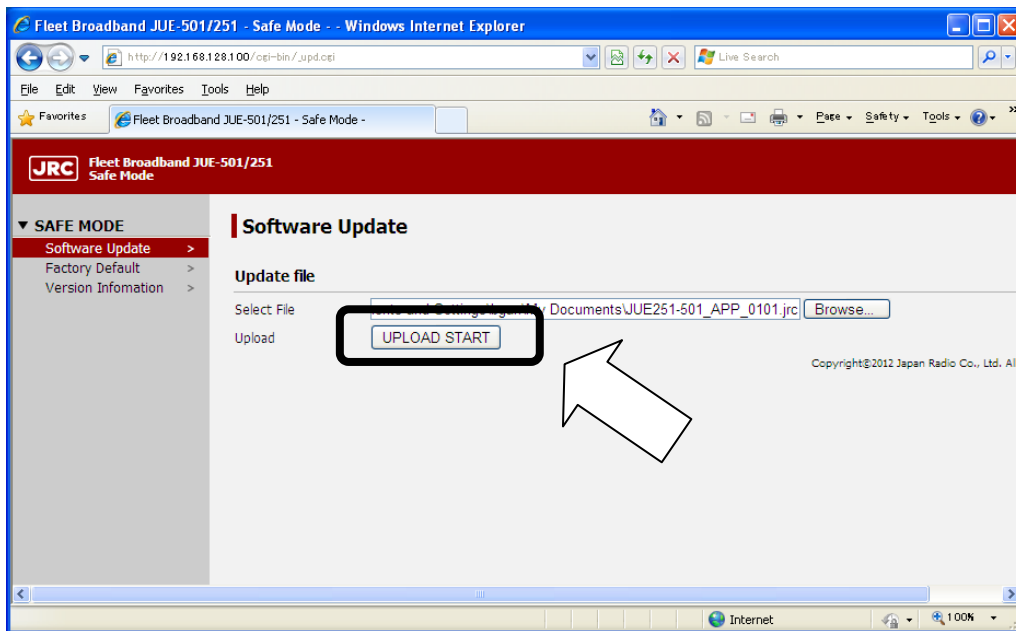 Fleet Broadband JUE-501/251 - Safe Mode - - Windows Internet Explorer
http://192.168.128.100/cgi-bin/_upd.cgi
Live Search
File Edit View Favorites Tools Help
Favorites
Fleet Broadband JUE-501/251 - Safe Mode -
Page Safety Tools
JRC
Fleet Broadband JUE-501/251
Safe Mode
▼ SAFE MODE
Software Update >
Factory Default >
Version Infomation >
Software Update
Update file
Select File
My Documents\JUE251-501_APP_0101.jrc
Browse...
Upload
UPLOAD START
Copyright©2012 Japan Radio Co., Ltd. Al
Internet
100%